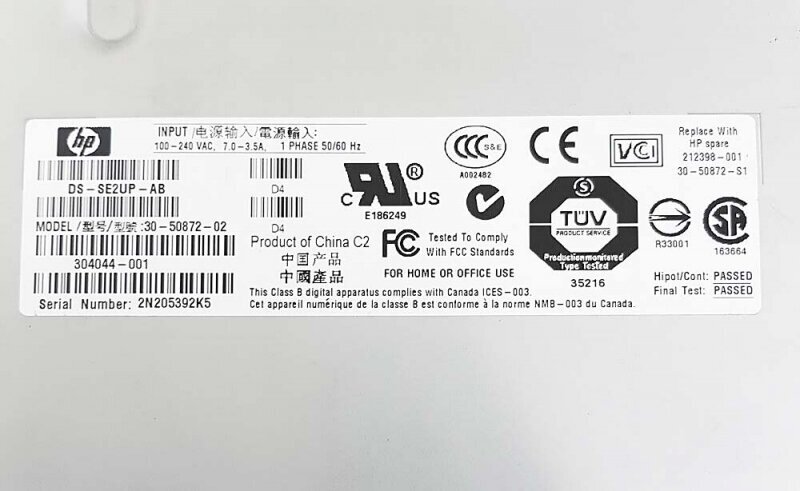 hp
INPUT /电源输入/電源輸入:
100-240 VAC, 7.0-3.5A, 1 PHASE 50/60 Hz
DS-SE2UP-AB
D4
MODEL /型号/型號:30-50872-02
D4
304044-001
Serial Number: 2N205392K5
Product of China C2
中国产品
中國產品
C UL ® US
E186249
CCC S&E
A002482
CE
VCI
Replace With
HP spare
212398-001
30-50872-S1
FC Tested To Comply
With FCC Standards
FOR HOME OR OFFICE USE
S
TÜV
PRODUCT SERVICE
Production monitored
Type Tested
35216
R33001
SA
163664
Hipot/Cont: PASSED
Final Test: PASSED
This Class B digital apparatus complies with Canada ICES-003.
Cet appareil numérique de la classe B est conforme à la norme NMB-003 du Canada.